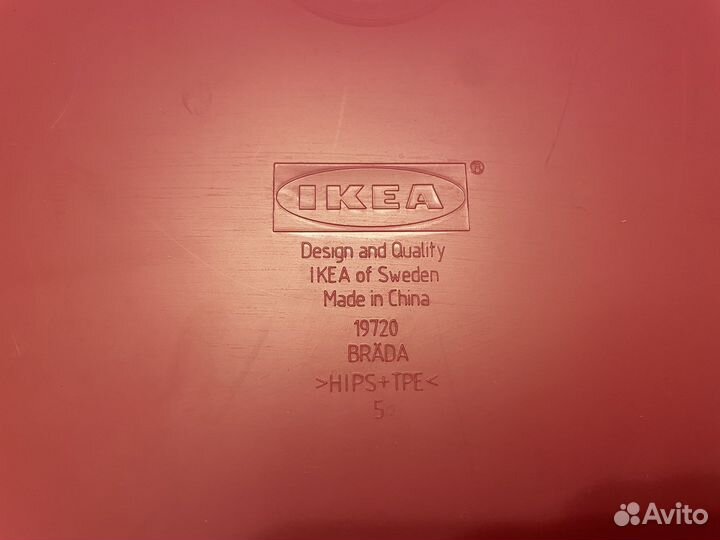 IKEA®
Design and Quality
IKEA of Sweden
Made in China
19720
BRÄDA
>HIPS+TPE<
5
Avito